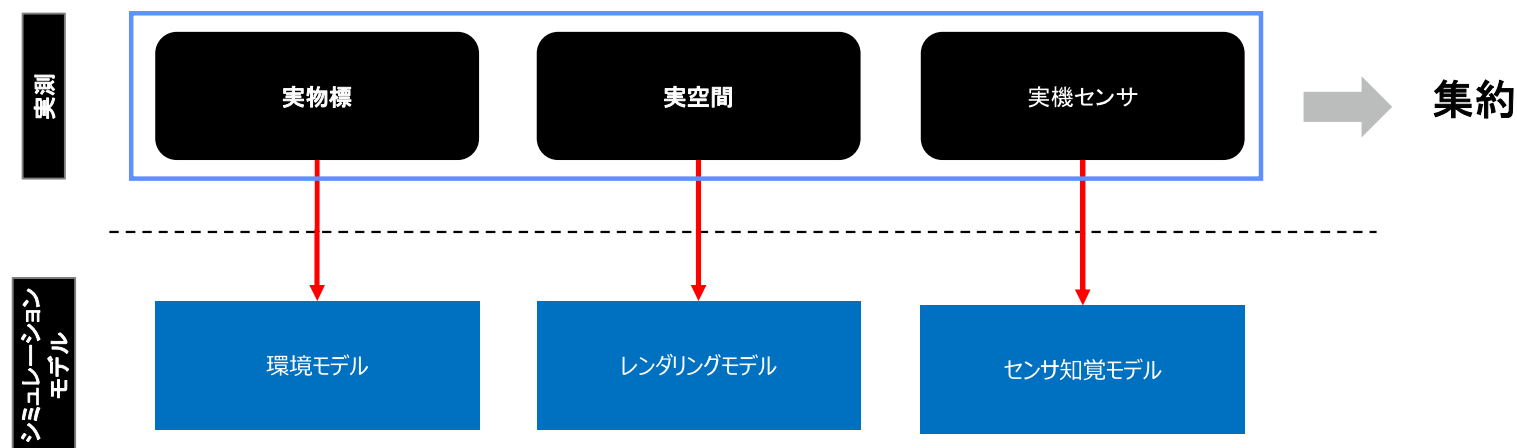 実測
実物標
実空間
実機センサ
集約
シミュレーション
モデル
環境モデル
レンダリングモデル
センサ知覚モデル